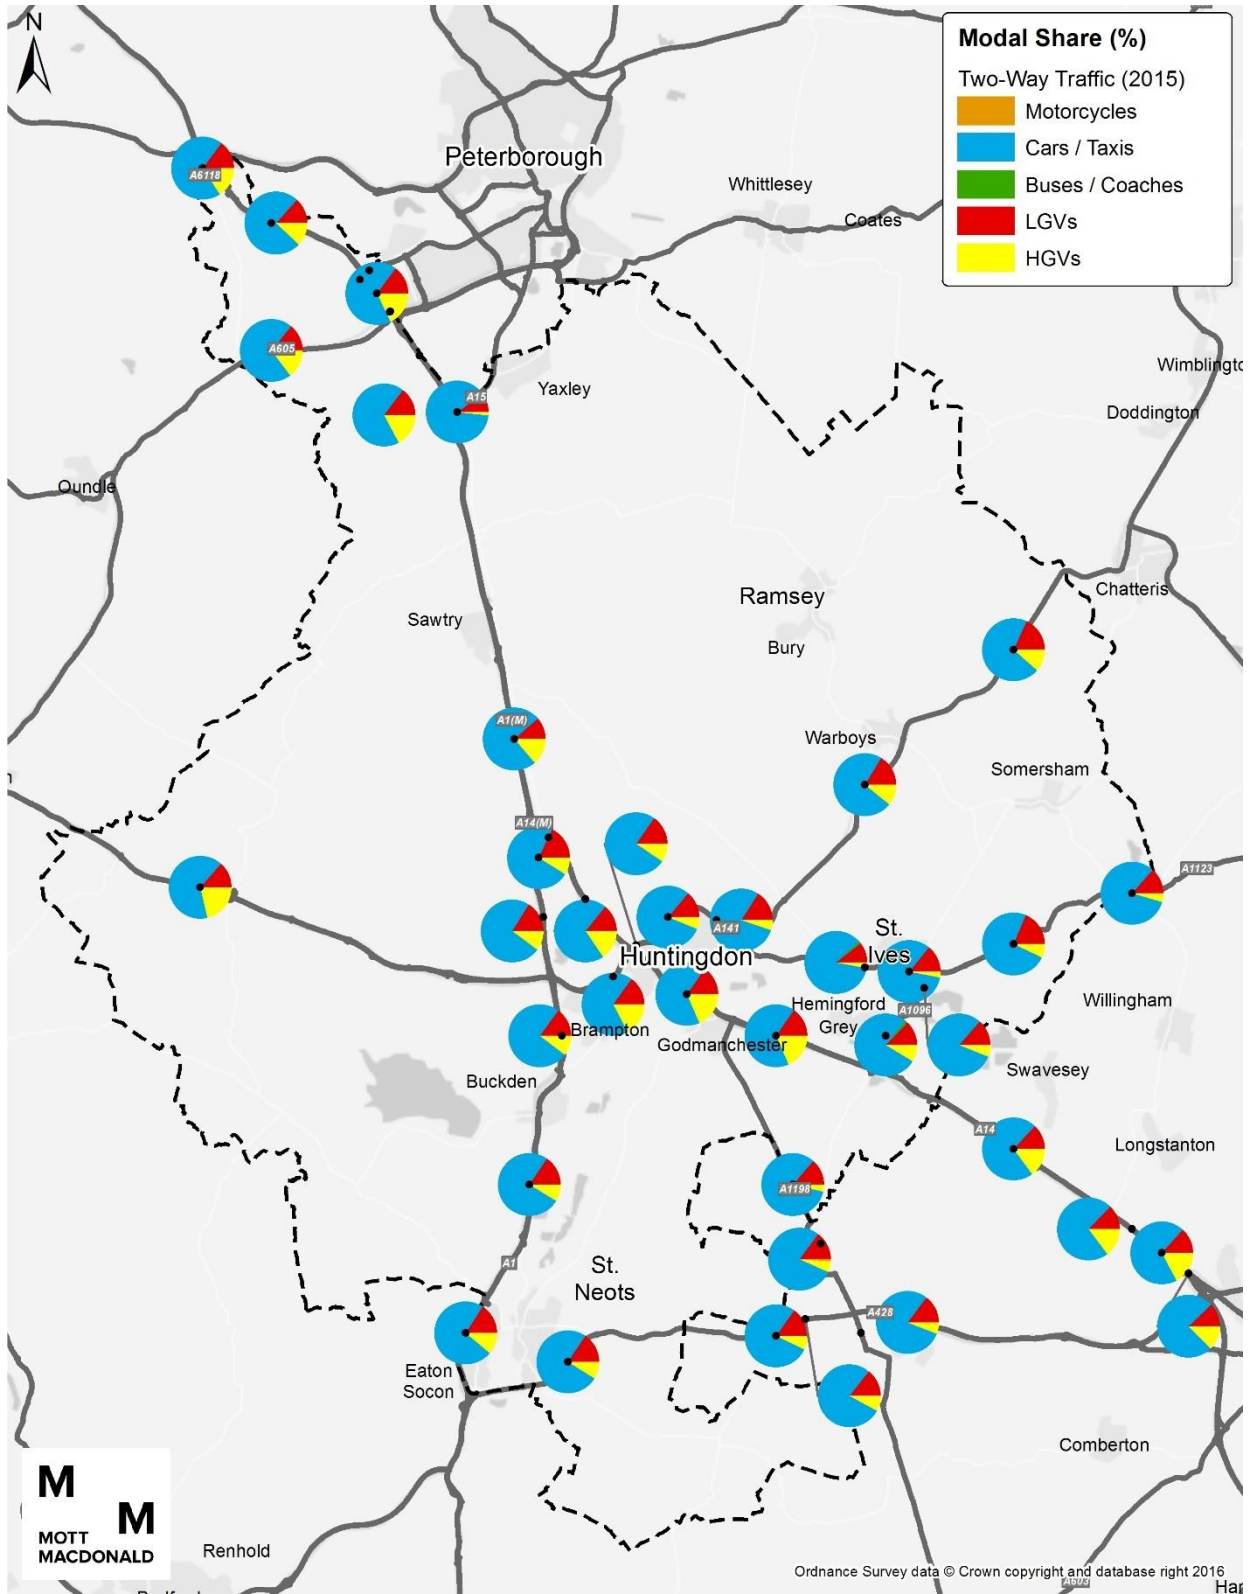 N
Modal Share (%)
Two-Way Traffic (2015)
Motorcycles
Cars / Taxis
Buses / Coaches
LGVs
HGVs
Peterborough
A6118
Whittlesey
Coates
A605
A15
Yaxley
Wimblingto
Doddington
Oundle
Chatteris
Ramsey
Sawtry
Bury
A1(M)
Warboys
Somersham
A14(M)
A1123
A141
St.
Ives
Huntingdon
Hemingford
Grey
A1096
Willingham
Brampton
Godmanchester
Buckden
Swavesey
A14
Longstanton
A1198
A1
St.
Neots
A428
Eaton
Socon
Comberton
M
M
MOTT
MACDONALD
Renhold
Ordnance Survey data © Crown copyright and database right 2016
A603
Har